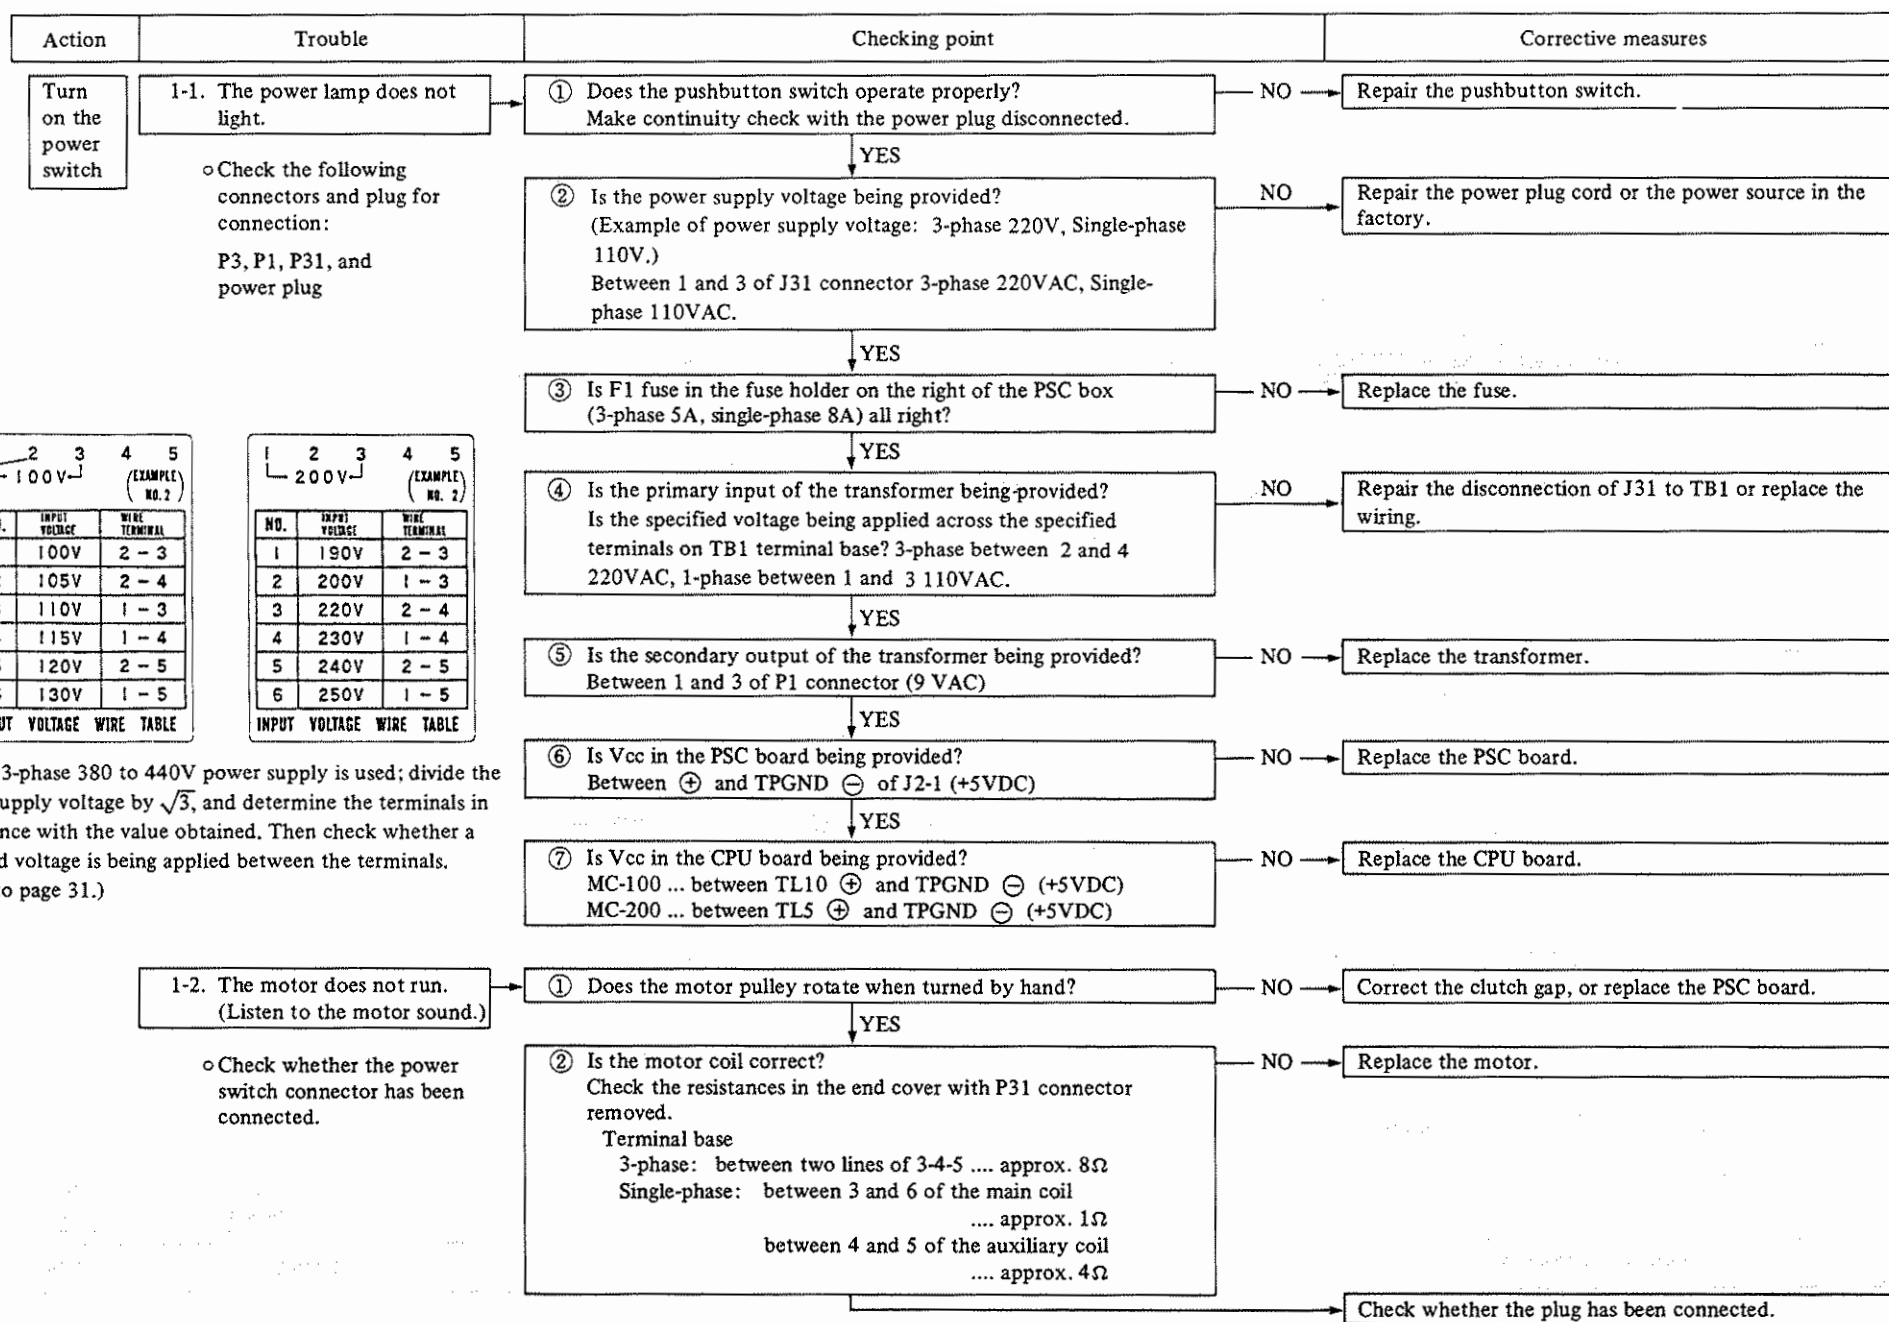 Action Trouble Checking point Corrective measures
Turn
on the
power
switch
1-1. The power lamp does not
light.
○ Check the following
connectors and plug for
connection:
P3, P1, P31, and
power plug
① Does the pushbutton switch operate properly?
Make continuity check with the power plug disconnected.
NO
Repair the pushbutton switch.
YES
② Is the power supply voltage being provided?
(Example of power supply voltage: 3-phase 220V, Single-phase
110V.)
Between 1 and 3 of J31 connector 3-phase 220VAC, Single-
phase 110VAC.
NO
Repair the power plug cord or the power source in the
factory.
YES
③ Is F1 fuse in the fuse holder on the right of the PSC box
(3-phase 5A, single-phase 8A) all right?
NO
Replace the fuse.
YES
④ Is the primary input of the transformer being provided?
Is the specified voltage being applied across the specified
terminals on TB1 terminal base? 3-phase between 2 and 4
220VAC, 1-phase between 1 and 3 110VAC.
NO
Repair the disconnection of J31 to TB1 or replace the
wiring.
YES
⑤ Is the secondary output of the transformer being provided?
Between 1 and 3 of P1 connector (9 VAC)
NO
Replace the transformer.
YES
⑥ Is Vcc in the PSC board being provided?
Between ⊕ and TPGND ⊖ of J2-1 (+5VDC)
NO
Replace the PSC board.
YES
⑦ Is Vcc in the CPU board being provided?
MC-100 ... between TL10 ⊕ and TPGND ⊖ (+5VDC)
MC-200 ... between TL5 ⊕ and TPGND ⊖ (+5VDC)
NO
Replace the CPU board.
2 3 4 5
100V (EXAMPLE
NO. 2)
INPUT VOLTAGE WIRE TERMINAL
100V 2 - 3
105V 2 - 4
110V 1 - 3
115V 1 - 4
120V 2 - 5
130V 1 - 5
VOLTAGE WIRE TABLE
1 2 3 4 5
200V (EXAMPLE
NO. 2)
NO. INPUT VOLTAGE WIRE TERMINAL
1 190V 2 - 3
2 200V 1 - 3
3 220V 2 - 4
4 230V 1 - 4
5 240V 2 - 5
6 250V 1 - 5
INPUT VOLTAGE WIRE TABLE
3-phase 380 to 440V power supply is used; divide the
upply voltage by √3, and determine the terminals in
nce with the value obtained. Then check whether a
d voltage is being applied between the terminals.
o page 31.)
1-2. The motor does not run.
(Listen to the motor sound.)
○ Check whether the power
switch connector has been
connected.
① Does the motor pulley rotate when turned by hand?
NO
Correct the clutch gap, or replace the PSC board.
YES
② Is the motor coil correct?
Check the resistances in the end cover with P31 connector
removed.
Terminal base
3-phase: between two lines of 3-4-5 .... approx. 8Ω
Single-phase: between 3 and 6 of the main coil
.... approx. 1Ω
between 4 and 5 of the auxiliary coil
.... approx. 4Ω
NO
Replace the motor.
Check whether the plug has been connected.